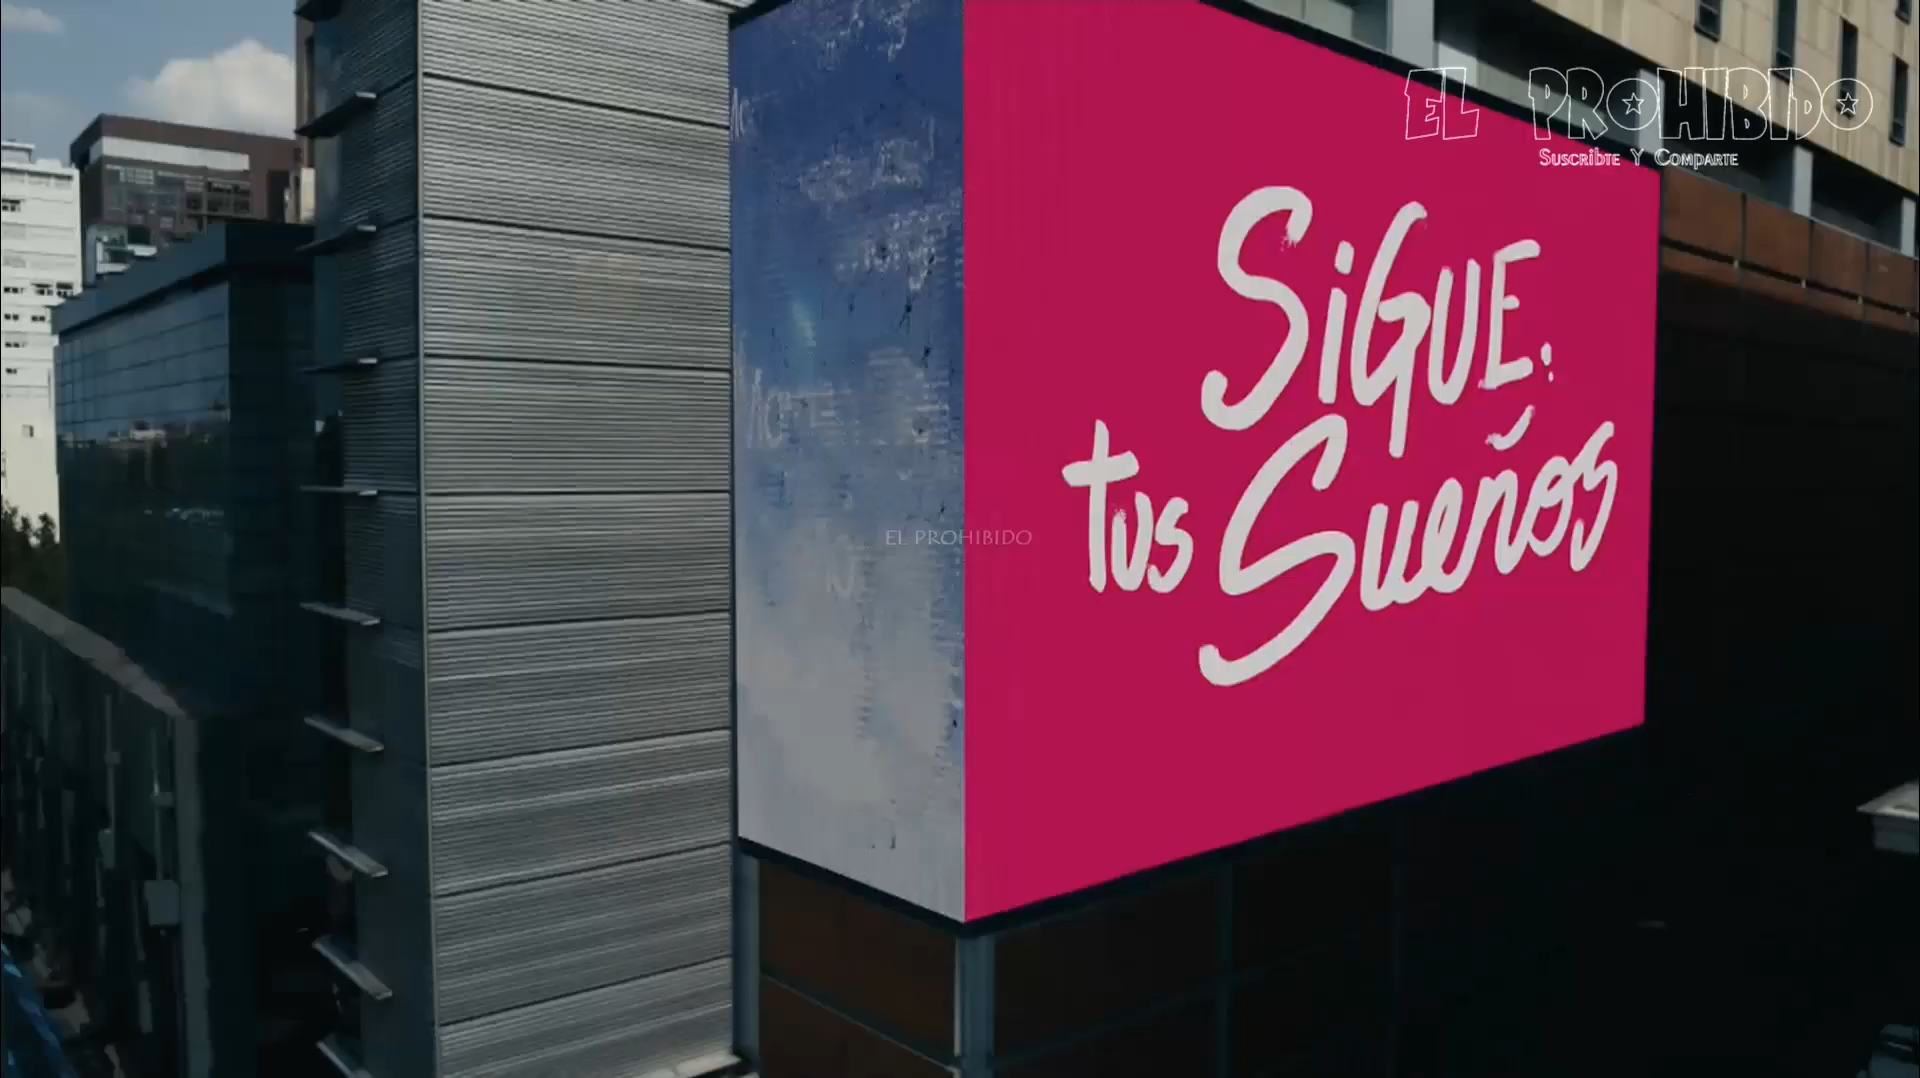 EL PROHIBIDO
Suscribte Y Comparte
SiGUE:
tus Sueños
EL PROHIBIDO